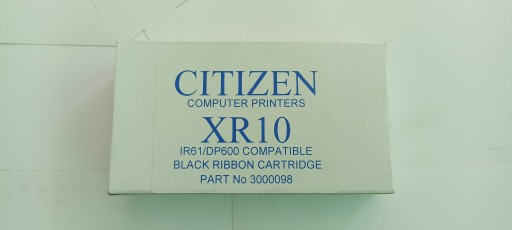 CITIZEN
COMPUTER PRINTERS
XR10
IR61/DP600 COMPATIBLE
BLACK RIBBON CARTRIDGE
PART No 3000098